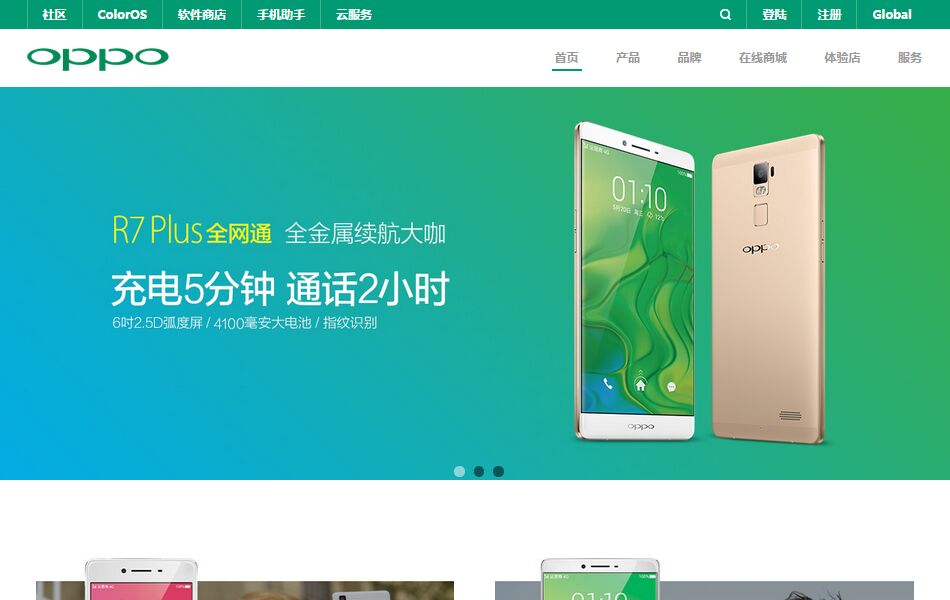 社区 ColorOS 软件商店 手机助手 云服务 登陆 注册 Global
oppo 首页 产品 品牌 在线商城 体验店 服务
R7 Plus 全网通 全金属续航大咖
充电5分钟 通话2小时
6吋2.5D弧度屏 / 4100毫安大电池 / 指纹识别
01:10
oppo
oppo